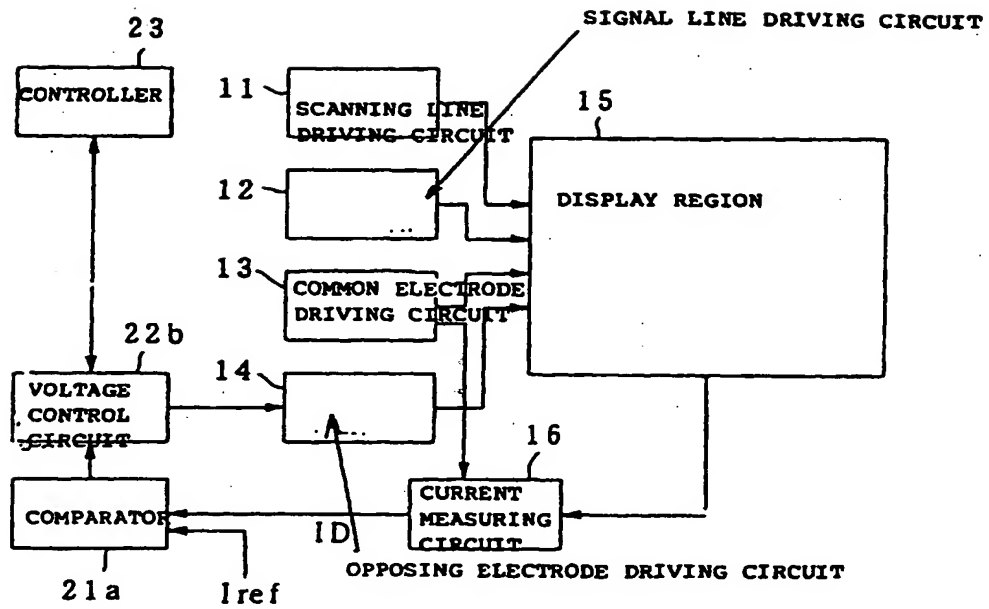 SIGNAL LINE DRIVING CIRCUIT
23
CONTROLLER
11
SCANNING LINE
DRIVING CIRCUIT
15
DISPLAY REGION
12
...
13
COMMON ELECTRODE
DRIVING CIRCUIT
22b
VOLTAGE
CONTROL
CIRCUIT
14
16
CURRENT
MEASURING
CIRCUIT
COMPARATOR
ID
OPPOSING ELECTRODE DRIVING CIRCUIT
21a
Iref